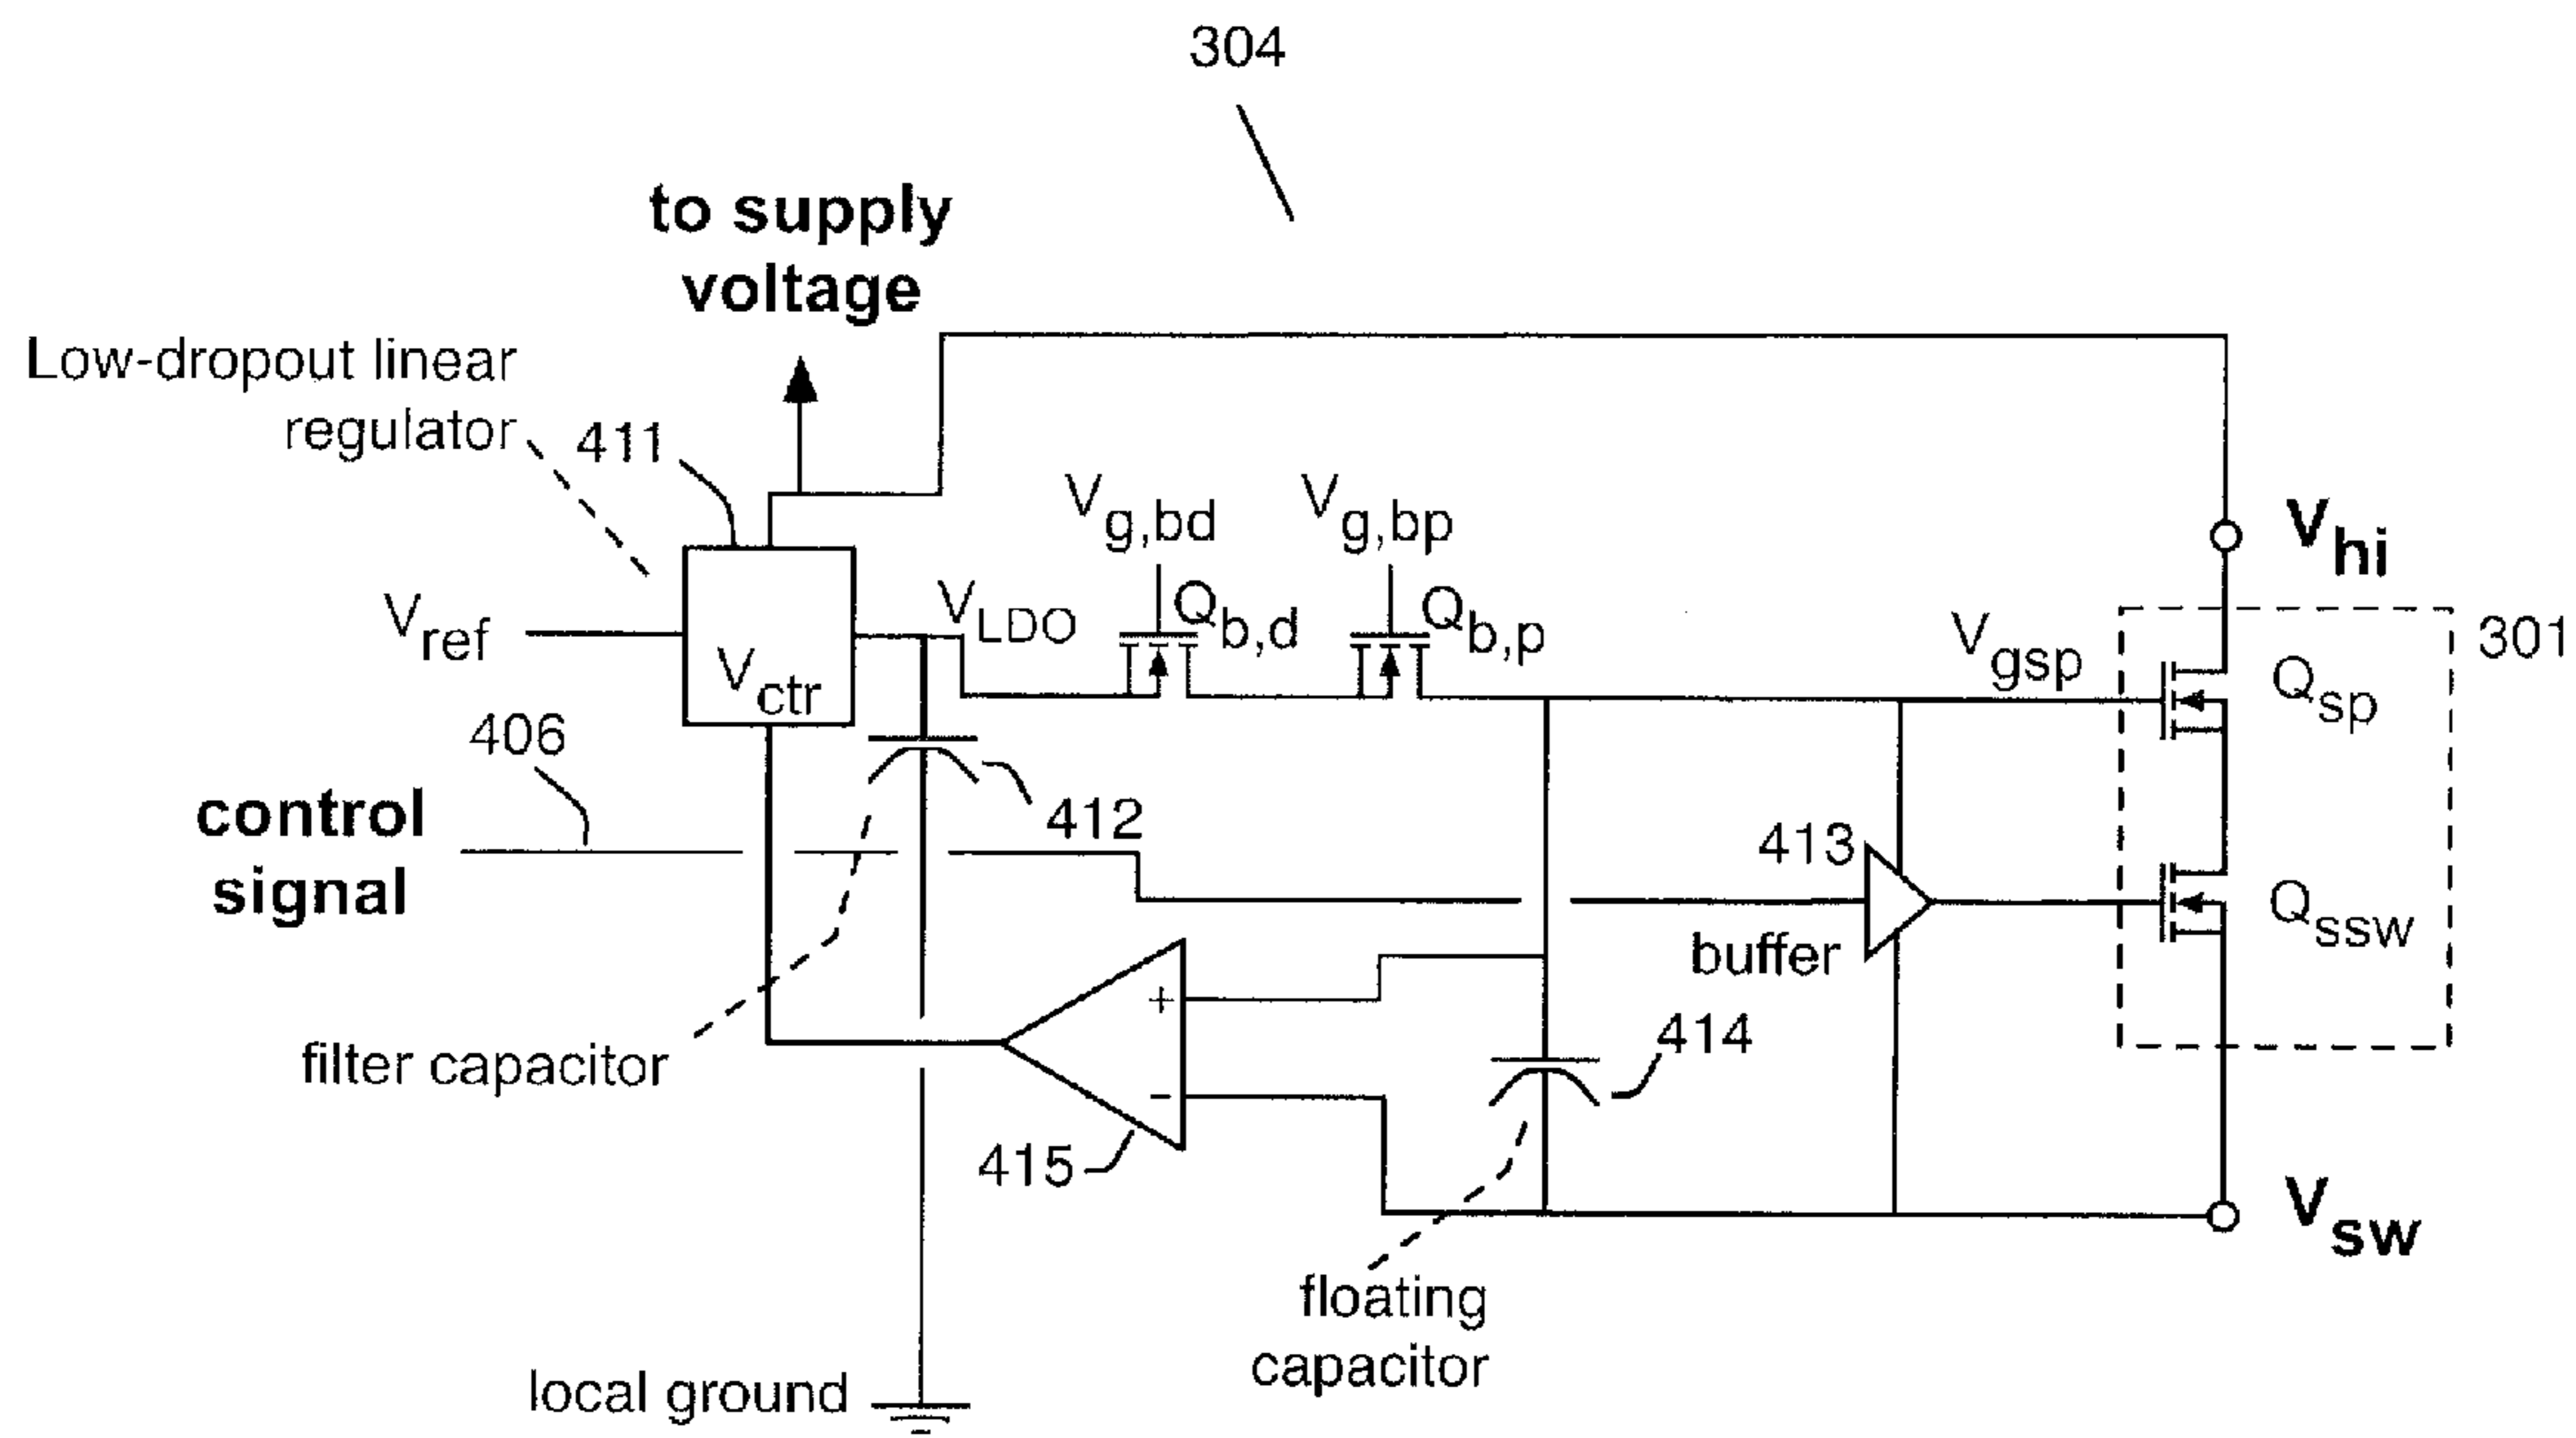 304
to supply
voltage
Low-dropout linear
regulator
411
V_ref
V_ctr
V_LDO
V_g,bd
Q_b,d
V_g,bp
Q_b,p
V_hi
V_gsp
Q_sp
301
406
control
signal
412
413
buffer
Q_ssw
+
-
415
414
filter capacitor
V_sw
floating
capacitor
local ground